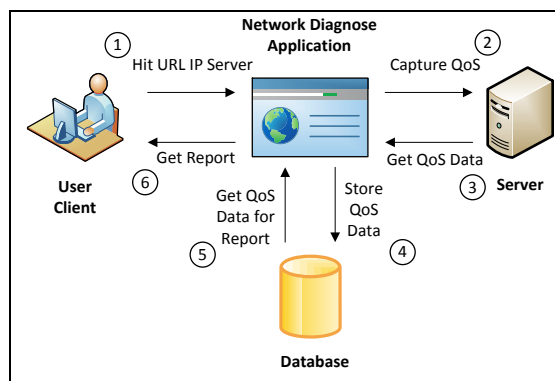 Network Diagnose
Application
1
Hit URL IP Server
2
Capture QoS
Get Report
6
User
Client
Get QoS Data
3
Server
Get QoS
Data for
Report
5
Store
QoS
Data
4
Database